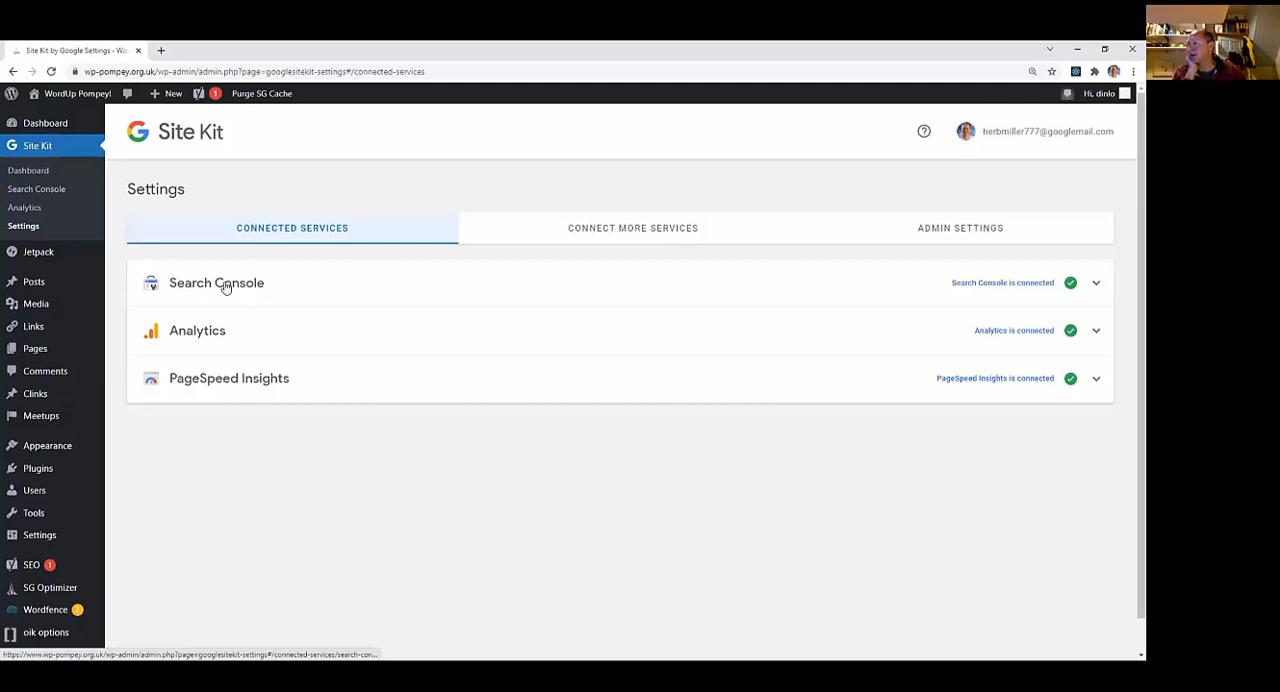 Site Kit by Google Settings - Wo
wp-pompey.org.uk/wp-admin/admin.php?page=googlesitekit-settings#/connected-services
WordUp Pompey!
New
1
Purge SG Cache
Hi, dinlo
Dashboard
Site Kit
Dashboard
Search Console
Analytics
Settings
Jetpack
Posts
Media
Links
Pages
Comments
Clinks
Meetups
Appearance
Plugins
Users
Tools
Settings
SEO 1
SG Optimizer
Wordfence 2
oik options
G Site Kit
herbmiller777@googlemail.com
Settings
CONNECTED SERVICES
CONNECT MORE SERVICES
ADMIN SETTINGS
Search Console
Search Console is connected
Analytics
Analytics is connected
PageSpeed Insights
PageSpeed Insights is connected
https://www.wp-pompey.org.uk/wp-admin/admin.php?page=googlesitekit-settings#/connected-services/search-con...